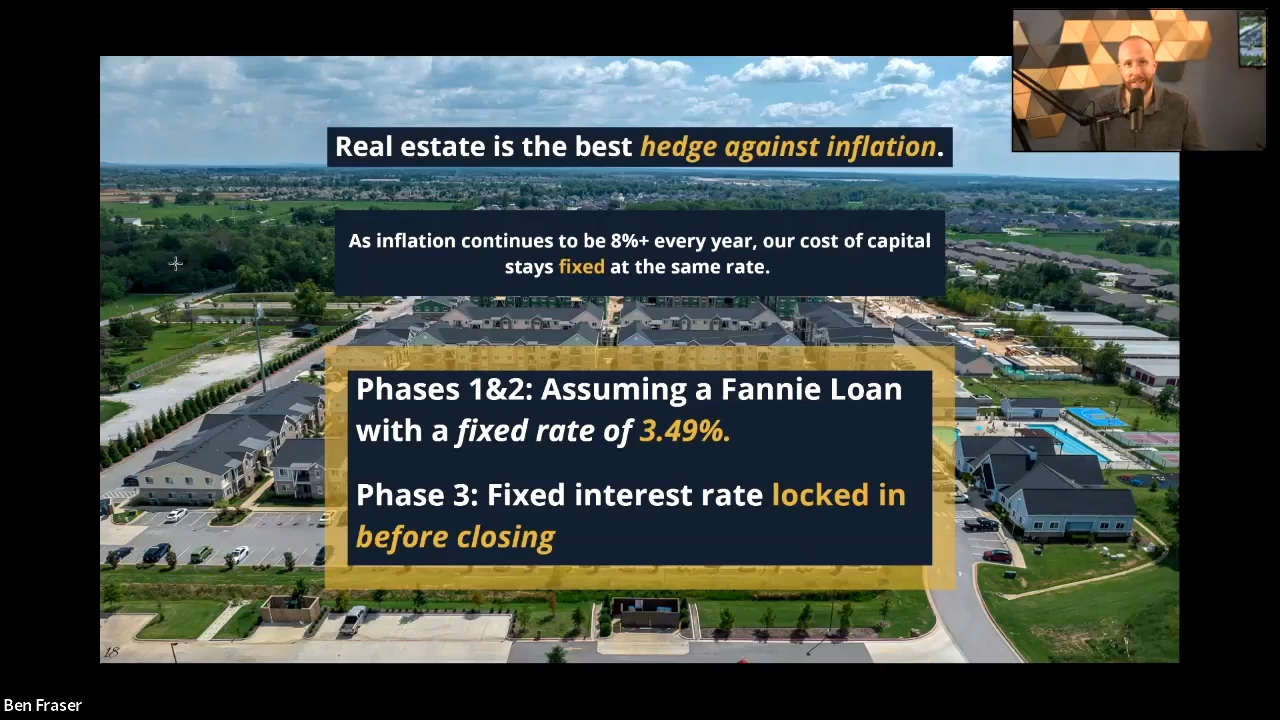 Real estate is the best hedge against inflation.
As inflation continues to be 8%+ every year, our cost of capital
stays fixed at the same rate.
Phases 1&2: Assuming a Fannie Loan
with a fixed rate of 3.49%.
Phase 3: Fixed interest rate locked in
before closing
18
Ben Fraser